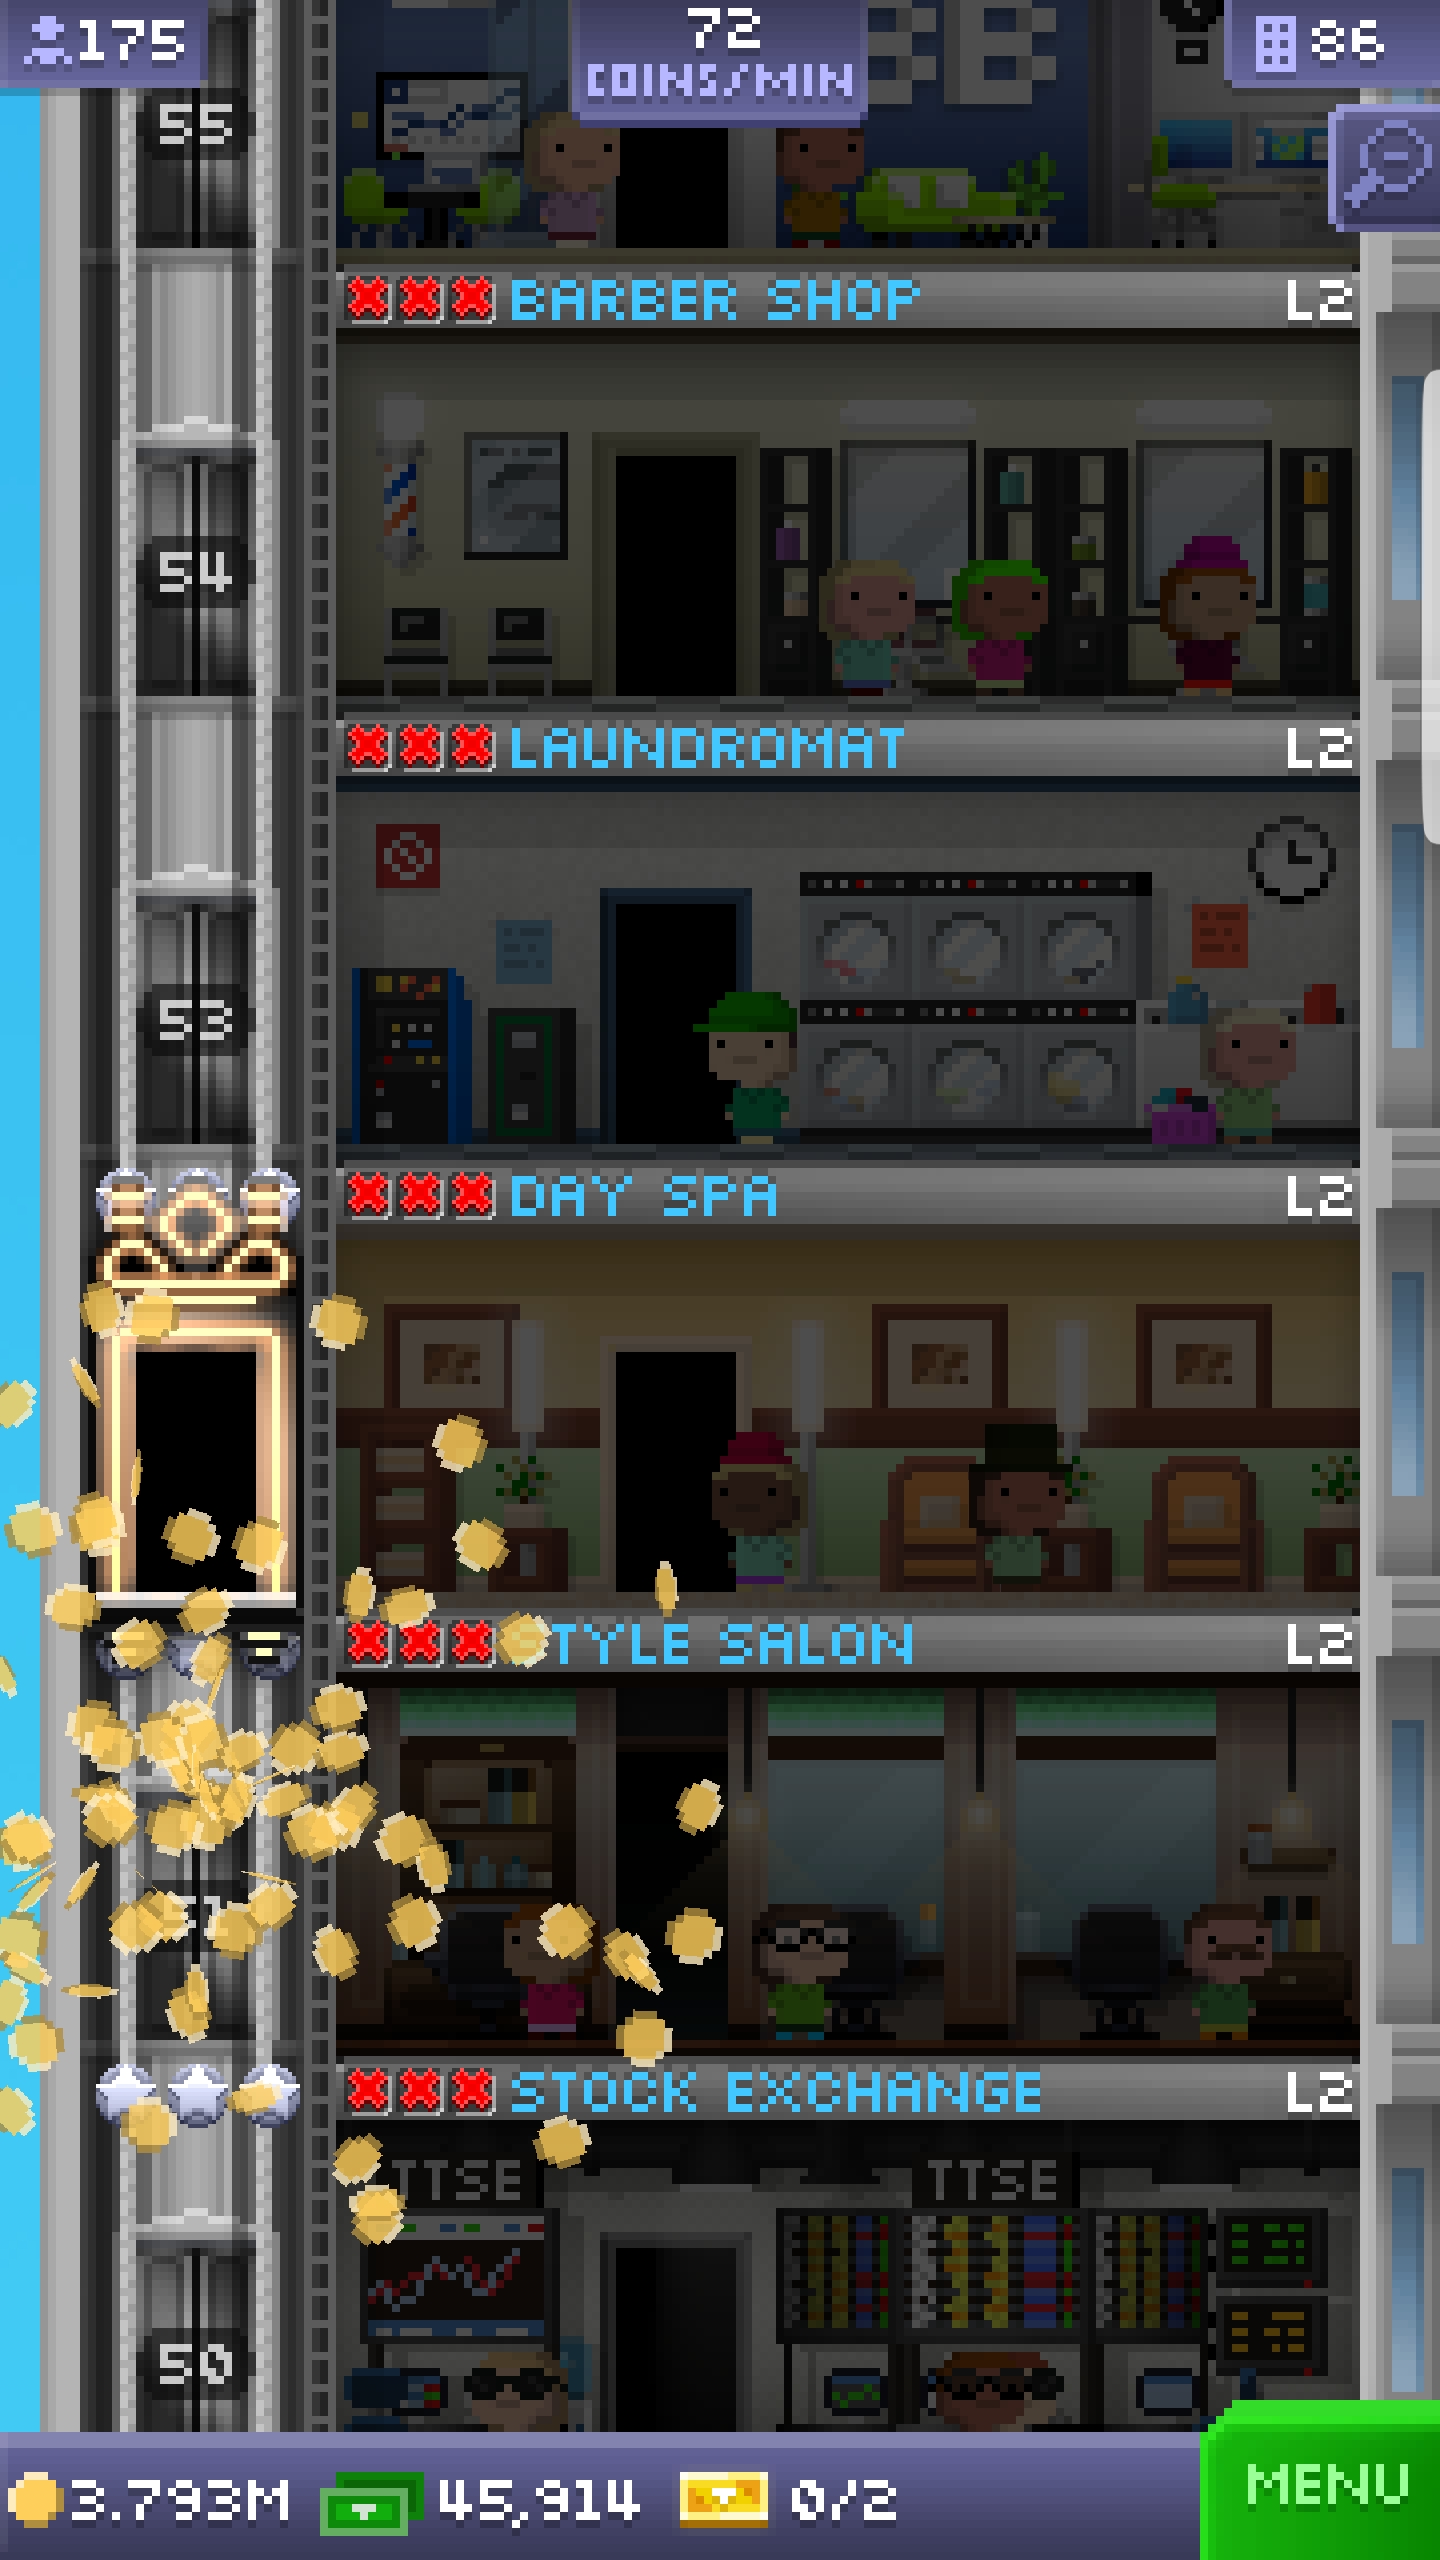 175
72
COINS/MIN
86
55
BARBER SHOP L2
54
LAUNDROMAT L2
53
DAY SPA L2
STYLE SALON L2
STOCK EXCHANGE L2
TTSE TTSE
50
3.793M 45,914 0/2 MENU